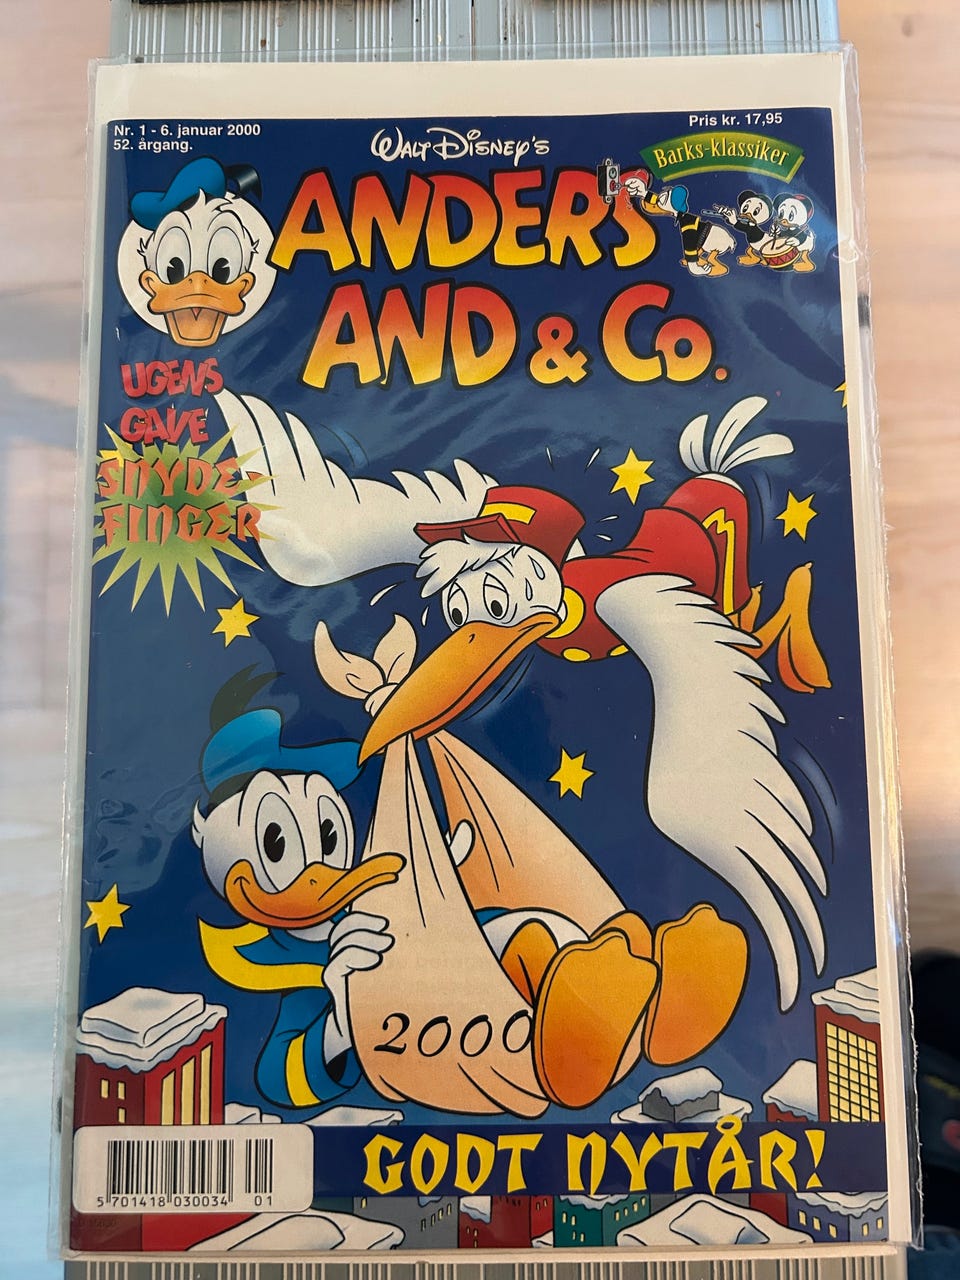 Nr. 1 - 6. januar 2000
52. årgang.
Pris kr. 17,95
Walt Disney's
Barks-klassiker
ANDERS
AND & Co.
UGENS
GAVE
SNYDE-
FINGER
2000
GODT NYTÅR!
5 701418 030034 01